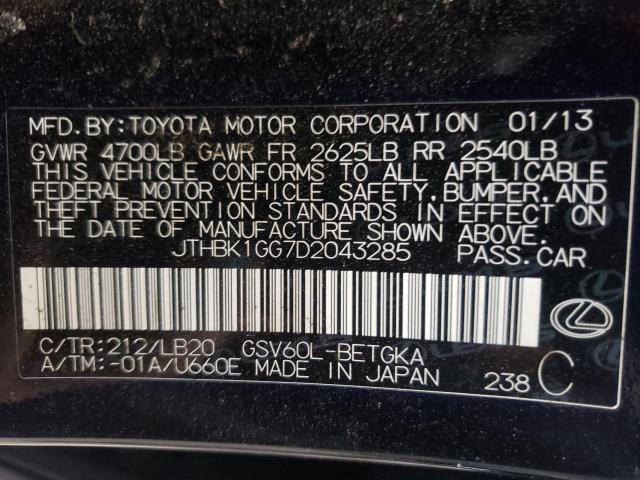 MFD.BY:TOYOTA MOTOR CORPORATION 01/13
GVWR 4700LB GAWR FR 2625LB RR 2540LB
THIS VEHICLE CONFORMS TO ALL APPLICABLE
FEDERAL MOTOR VEHICLE SAFETY,BUMPER,AND
THEFT PREVENTION STANDARDS IN EFFECT ON
THE DATE OF MANUFACTURE SHOWN ABOVE.
JTHBK1GG7D2043285 PASS.CAR
C/TR:212/LB20 GSV60L-BETGKA
A/TM:-01A/U660E MADE IN JAPAN 238 C